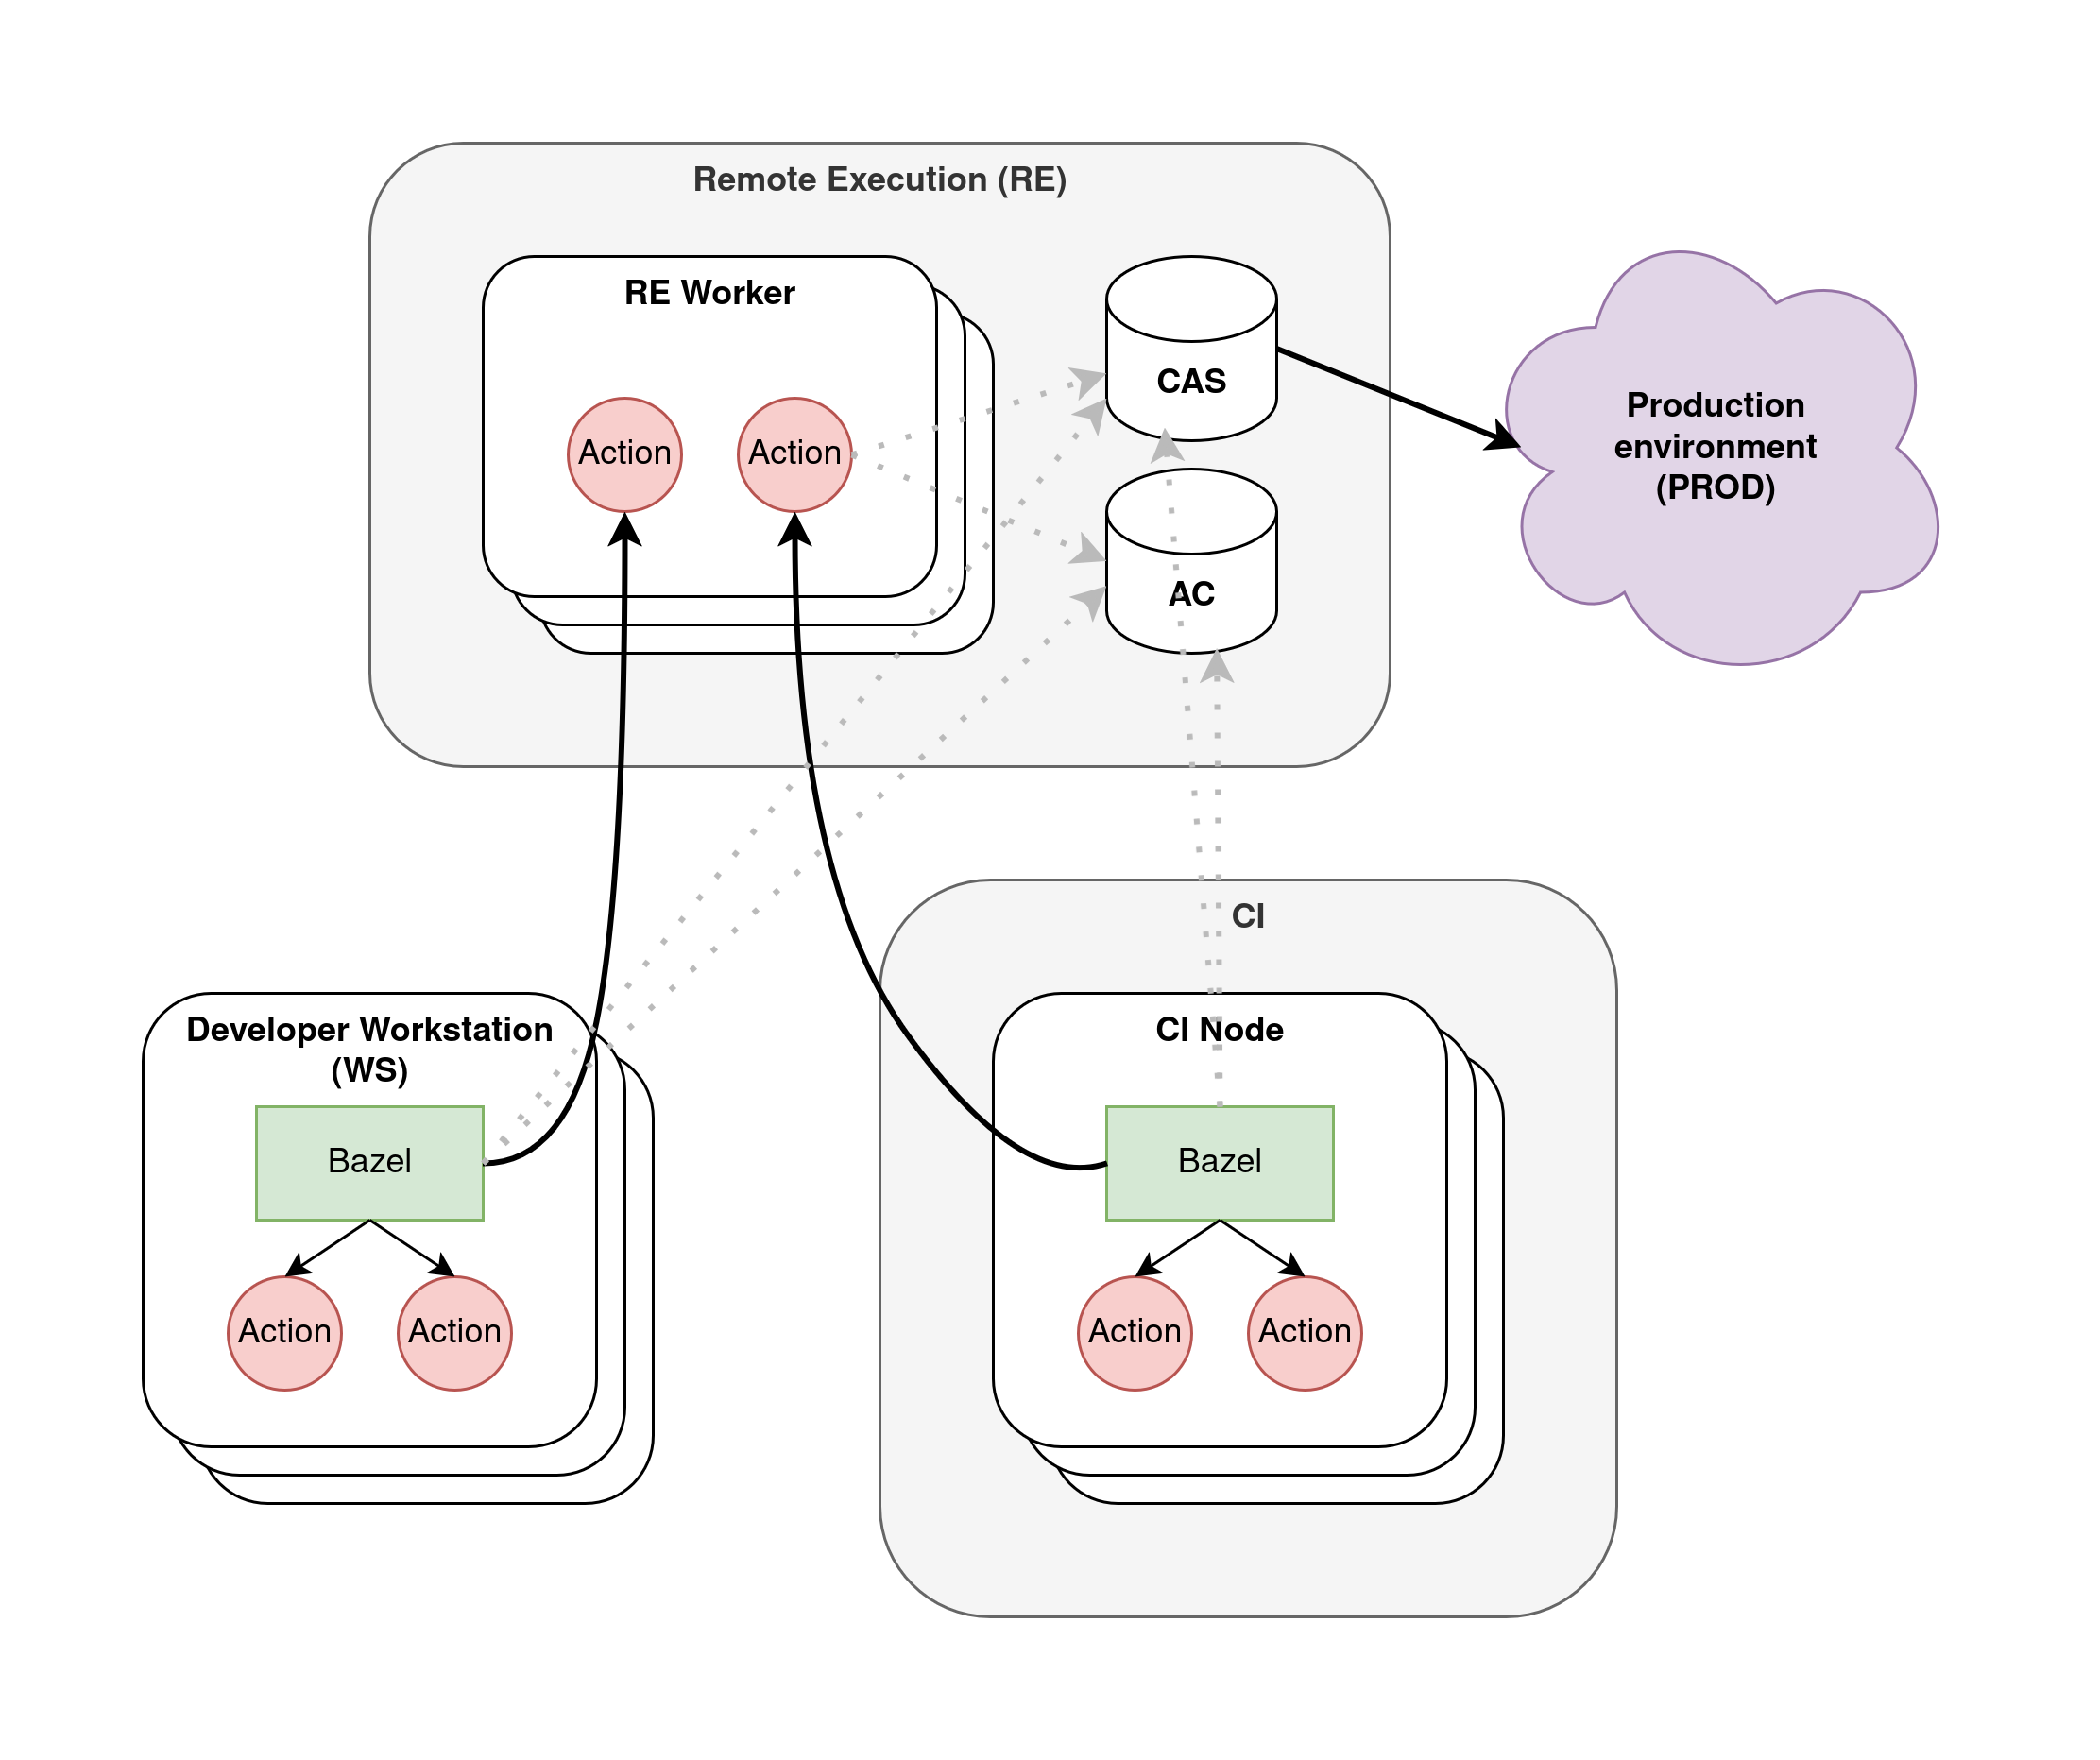 Remote Execution (RE)
RE Worker
Action
Action
CAS
AC
Production
environment
(PROD)
CI
Developer Workstation
(WS)
Bazel
Action
Action
CI Node
Bazel
Action
Action